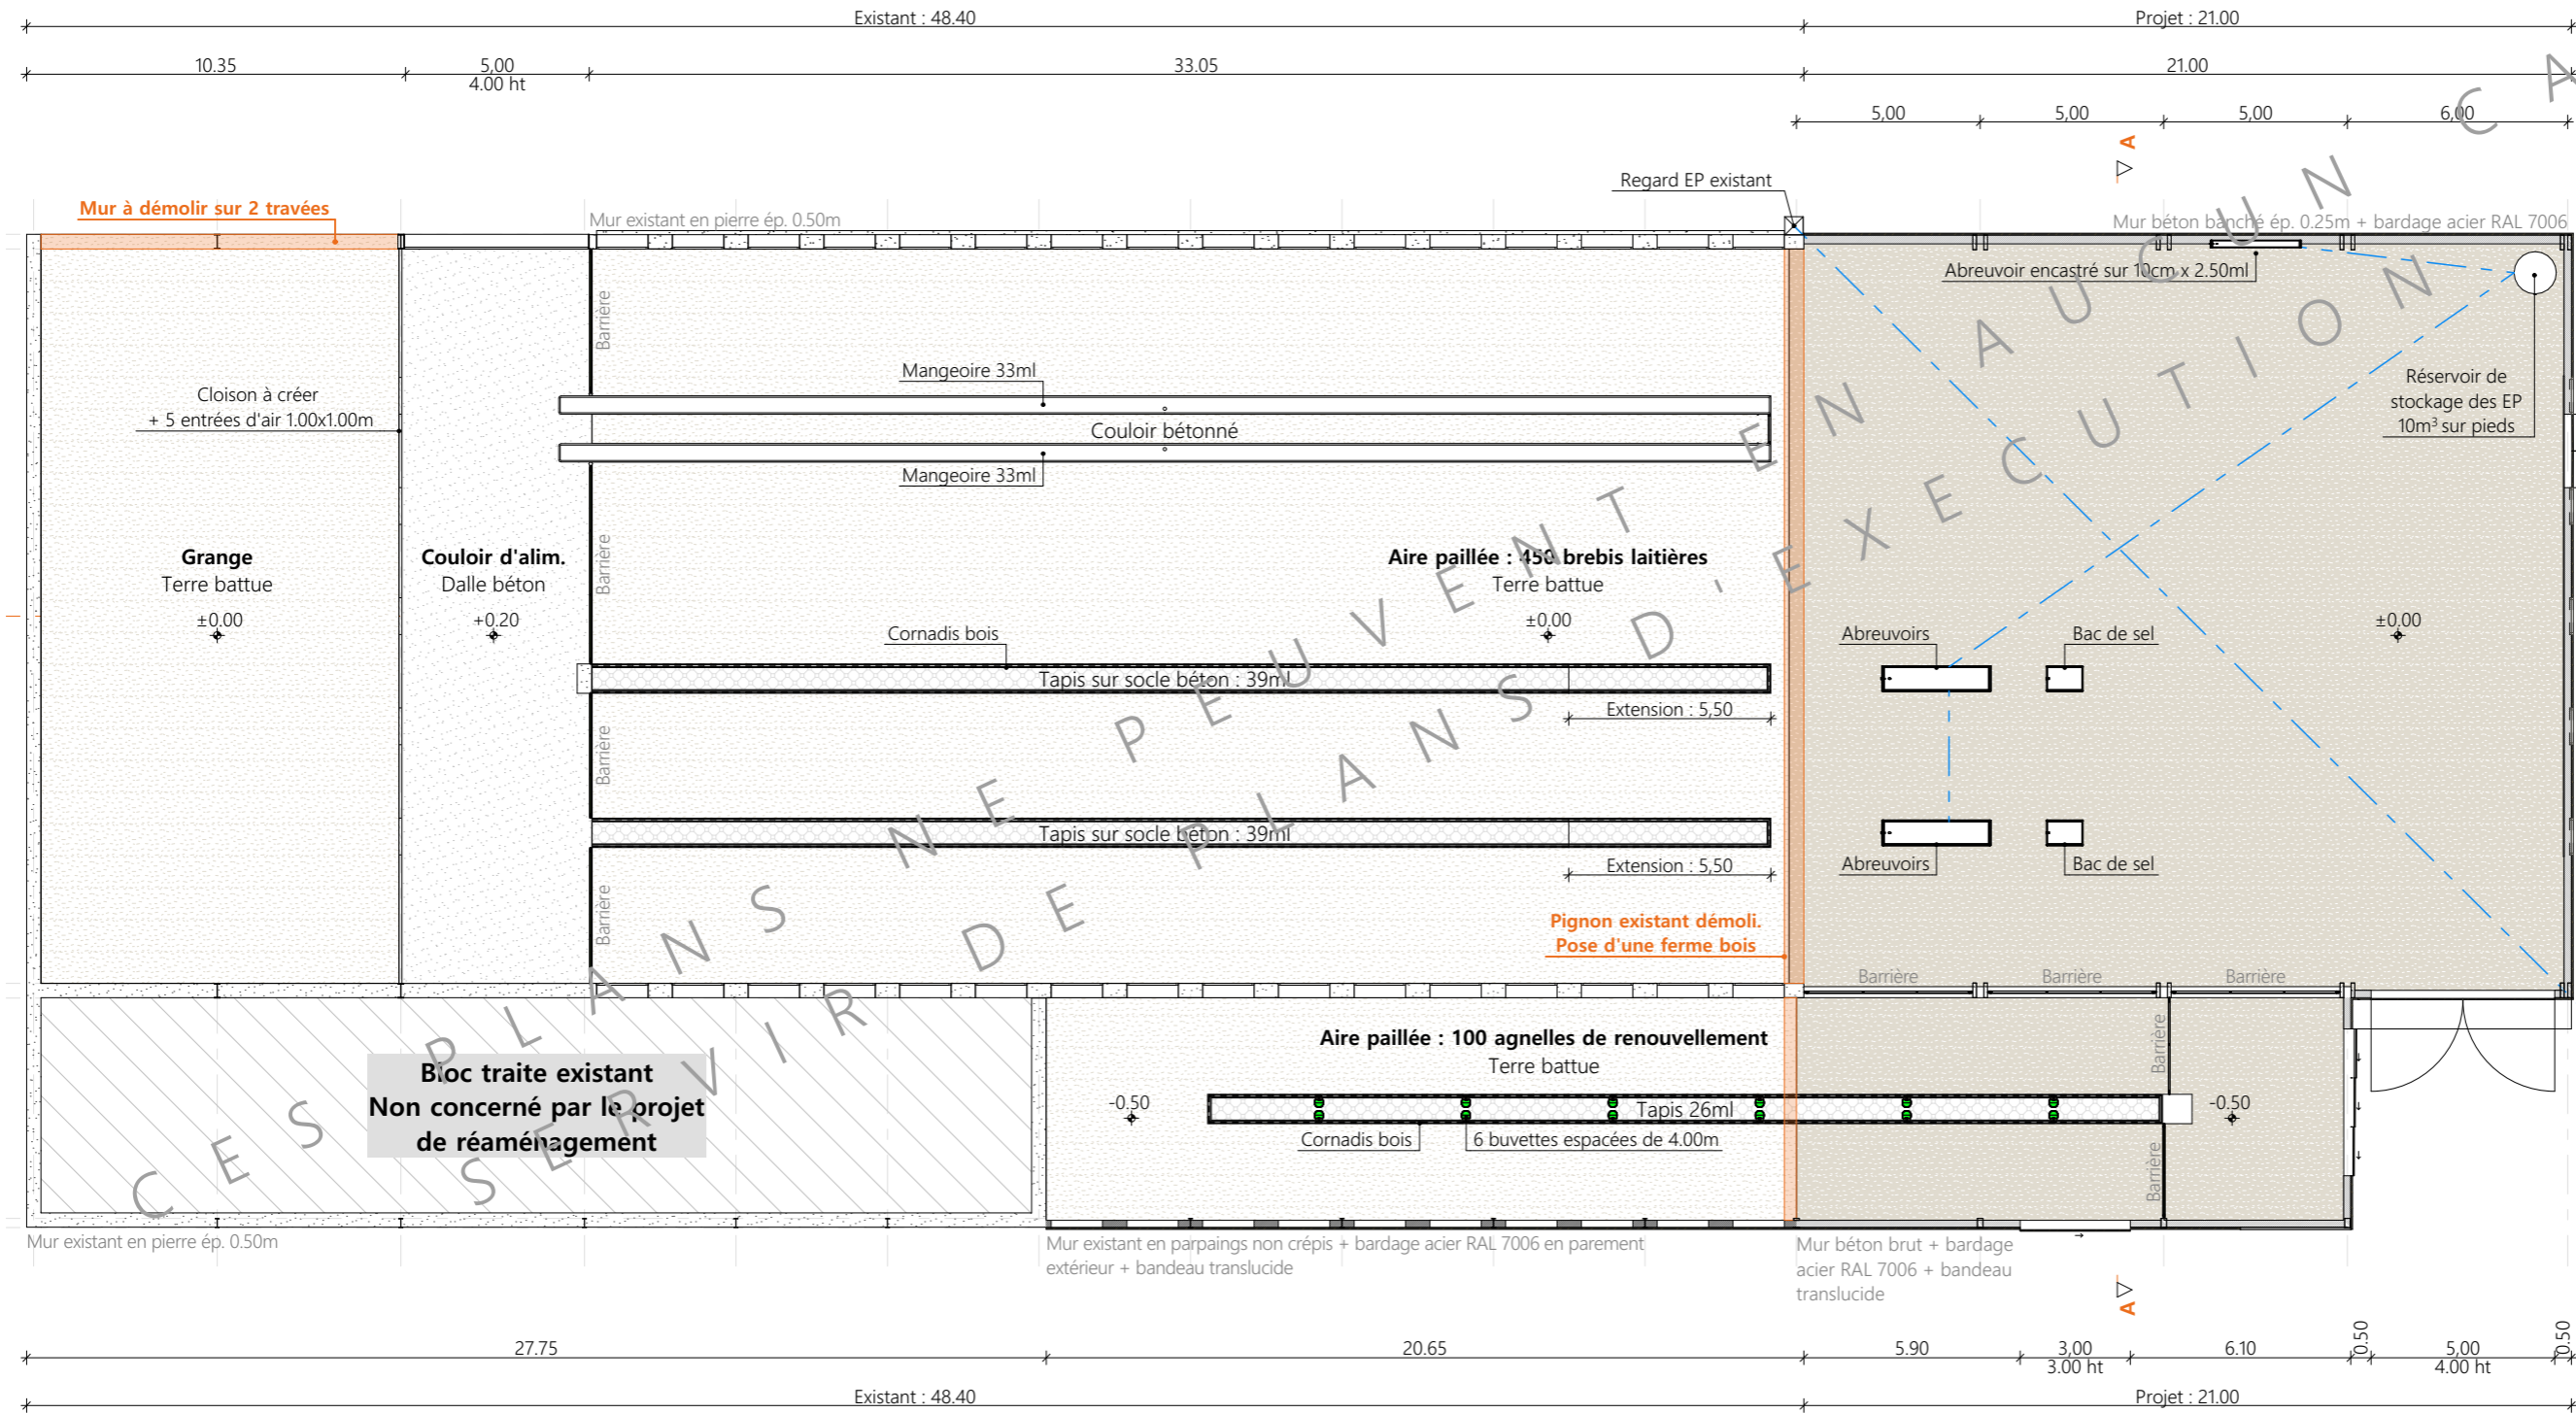 Existant : 48.40
Projet : 21.00
10.35
5,00
4.00 ht
33.05
21.00
5,00
5,00
5,00
6,00
A
Regard EP existant
Mur à démolir sur 2 travées
Mur existant en pierre ép. 0.50m
Mur béton banché ép. 0.25m + bardage acier RAL 7006
Abreuvoir encastré sur 10cm x 2.50ml
Barrière
Mangeoire 33ml
Cloison à créer
+ 5 entrées d'air 1.00x1.00m
Couloir bétonné
Mangeoire 33ml
Réservoir de
stockage des EP
10m³ sur pieds
Grange
Terre battue
±0.00
Couloir d'alim.
Dalle béton
+0.20
Barrière
Aire paillée : 450 brebis laitières
Terre battue
±0.00
±0.00
Cornadis bois
Abreuvoirs
Bac de sel
Tapis sur socle béton : 39ml
Extension : 5,50
Barrière
Tapis sur socle béton : 39ml
Extension : 5,50
Abreuvoirs
Bac de sel
Barrière
Pignon existant démoli.
Pose d'une ferme bois
Barrière
Barrière
Barrière
Bloc traite existant
Non concerné par le projet
de réaménagement
Aire paillée : 100 agnelles de renouvellement
Terre battue
Barrière
-0.50
Tapis 26ml
-0.50
Cornadis bois
6 buvettes espacées de 4.00m
Barrière
Mur existant en pierre ép. 0.50m
Mur existant en parpaings non crépis + bardage acier RAL 7006 en parement
extérieur + bandeau translucide
Mur béton brut + bardage
acier RAL 7006 + bandeau
translucide
A
27.75
20.65
5.90
3,00
3.00 ht
6.10
0.50
5,00
4.00 ht
0.50
Existant : 48.40
Projet : 21.00
CES PLANS NE PEUVENT EN AUCUN CA
SERVIR DE PLANS D'EXECUTION